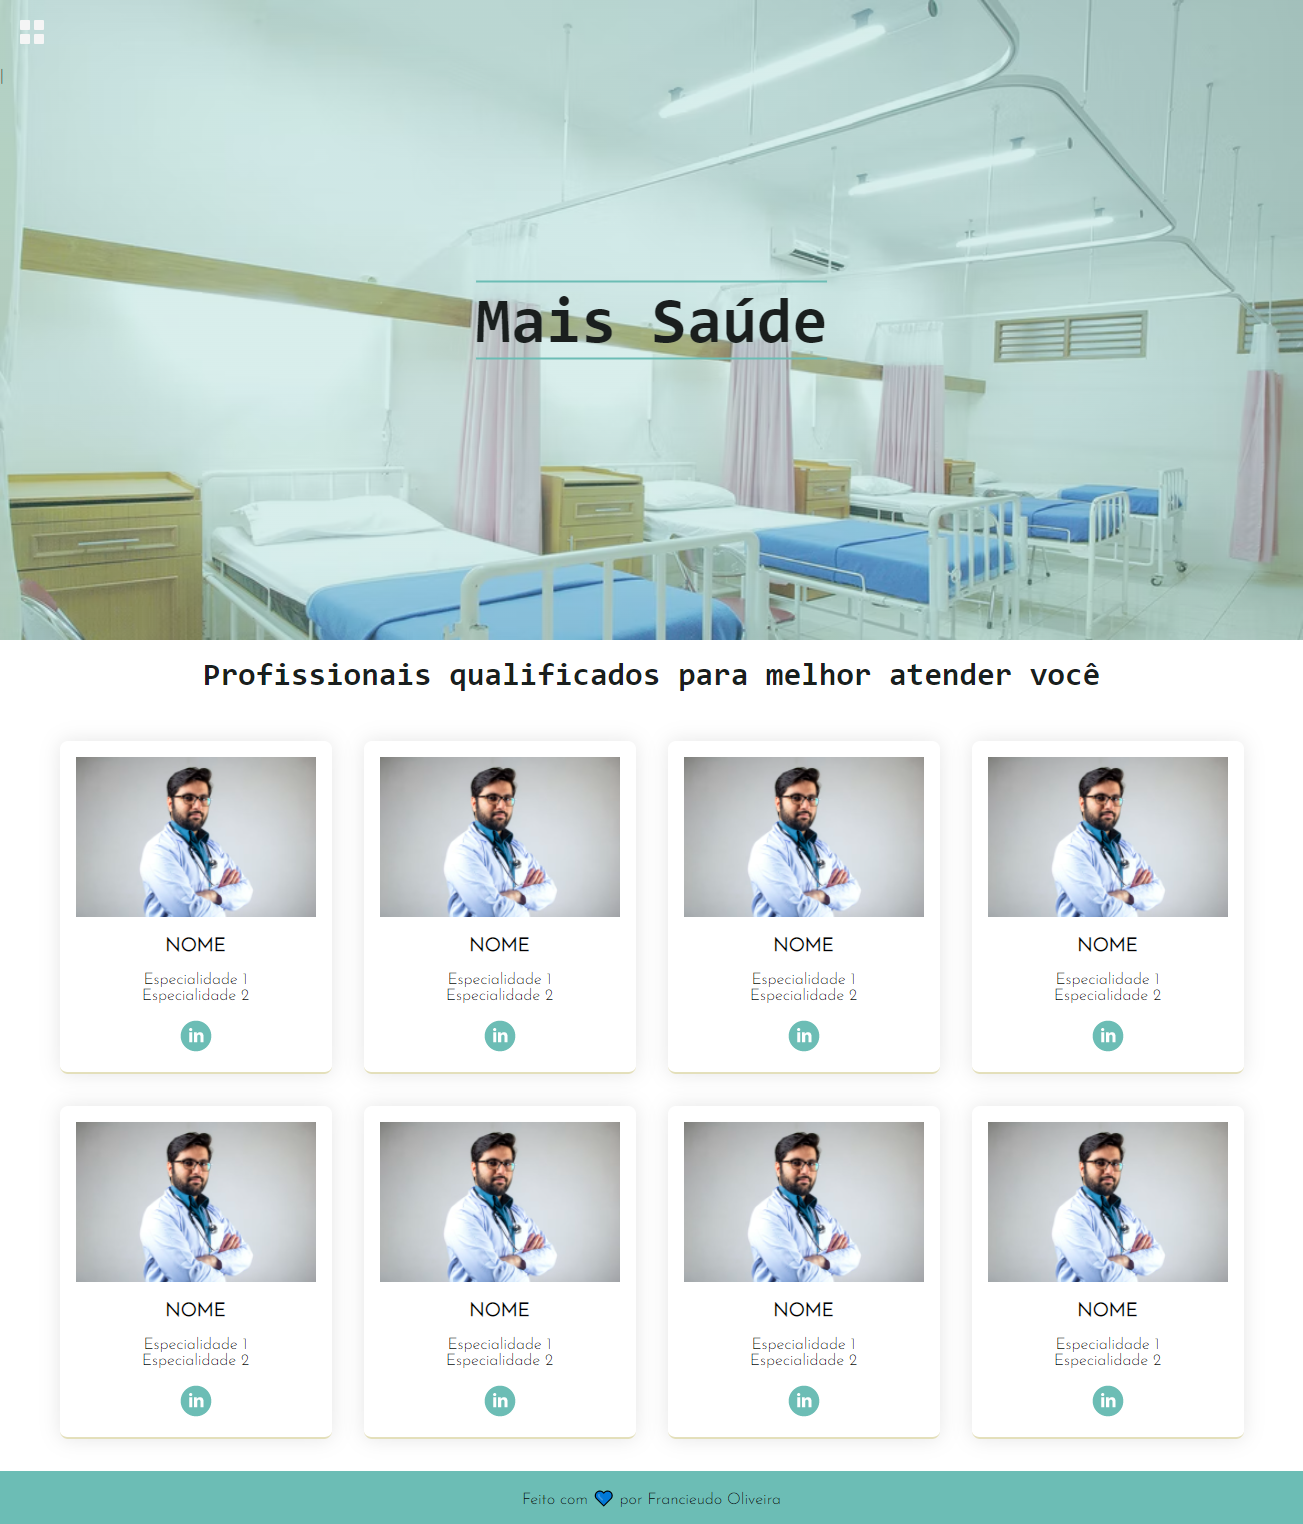 Mais Saúde
Profissionais qualificados para melhor atender você
NOME
Especialidade 1
Especialidade 2
in
NOME
Especialidade 1
Especialidade 2
in
NOME
Especialidade 1
Especialidade 2
in
NOME
Especialidade 1
Especialidade 2
in
NOME
Especialidade 1
Especialidade 2
in
NOME
Especialidade 1
Especialidade 2
in
NOME
Especialidade 1
Especialidade 2
in
NOME
Especialidade 1
Especialidade 2
in
Feito com 💙 por Francieudo Oliveira